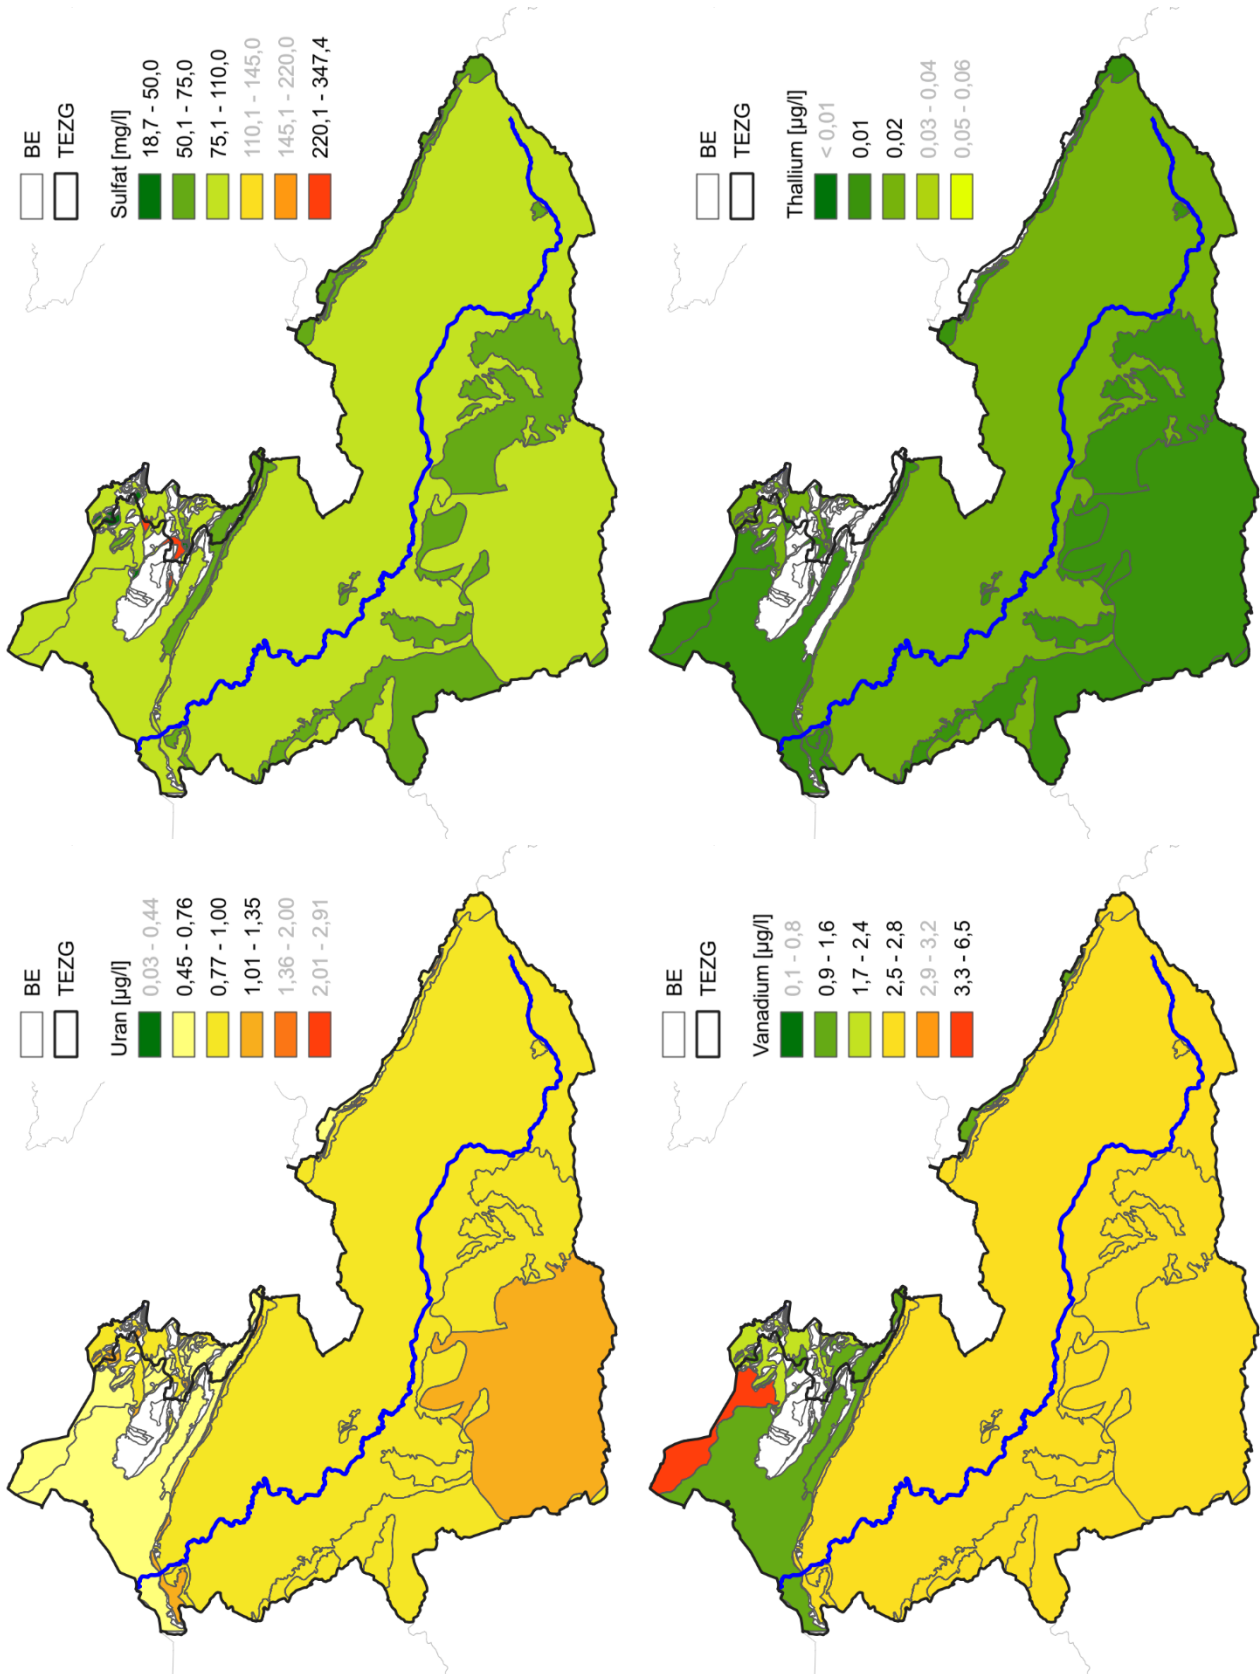 BE
TEZG
Uran [µg/l]
0,03 - 0,44
0,45 - 0,76
0,77 - 1,00
1,01 - 1,35
1,36 - 2,00
2,01 - 2,91
BE
TEZG
Vanadium [µg/l]
0,1 - 0,8
0,9 - 1,6
1,7 - 2,4
2,5 - 2,8
2,9 - 3,2
3,3 - 6,5
BE
TEZG
Sulfat [mg/l]
18,7 - 50,0
50,1 - 75,0
75,1 - 110,0
110,1 - 145,0
145,1 - 220,0
220,1 - 347,4
BE
TEZG
Thallium [µg/l]
< 0,01
0,01
0,02
0,03 - 0,04
0,05 - 0,06